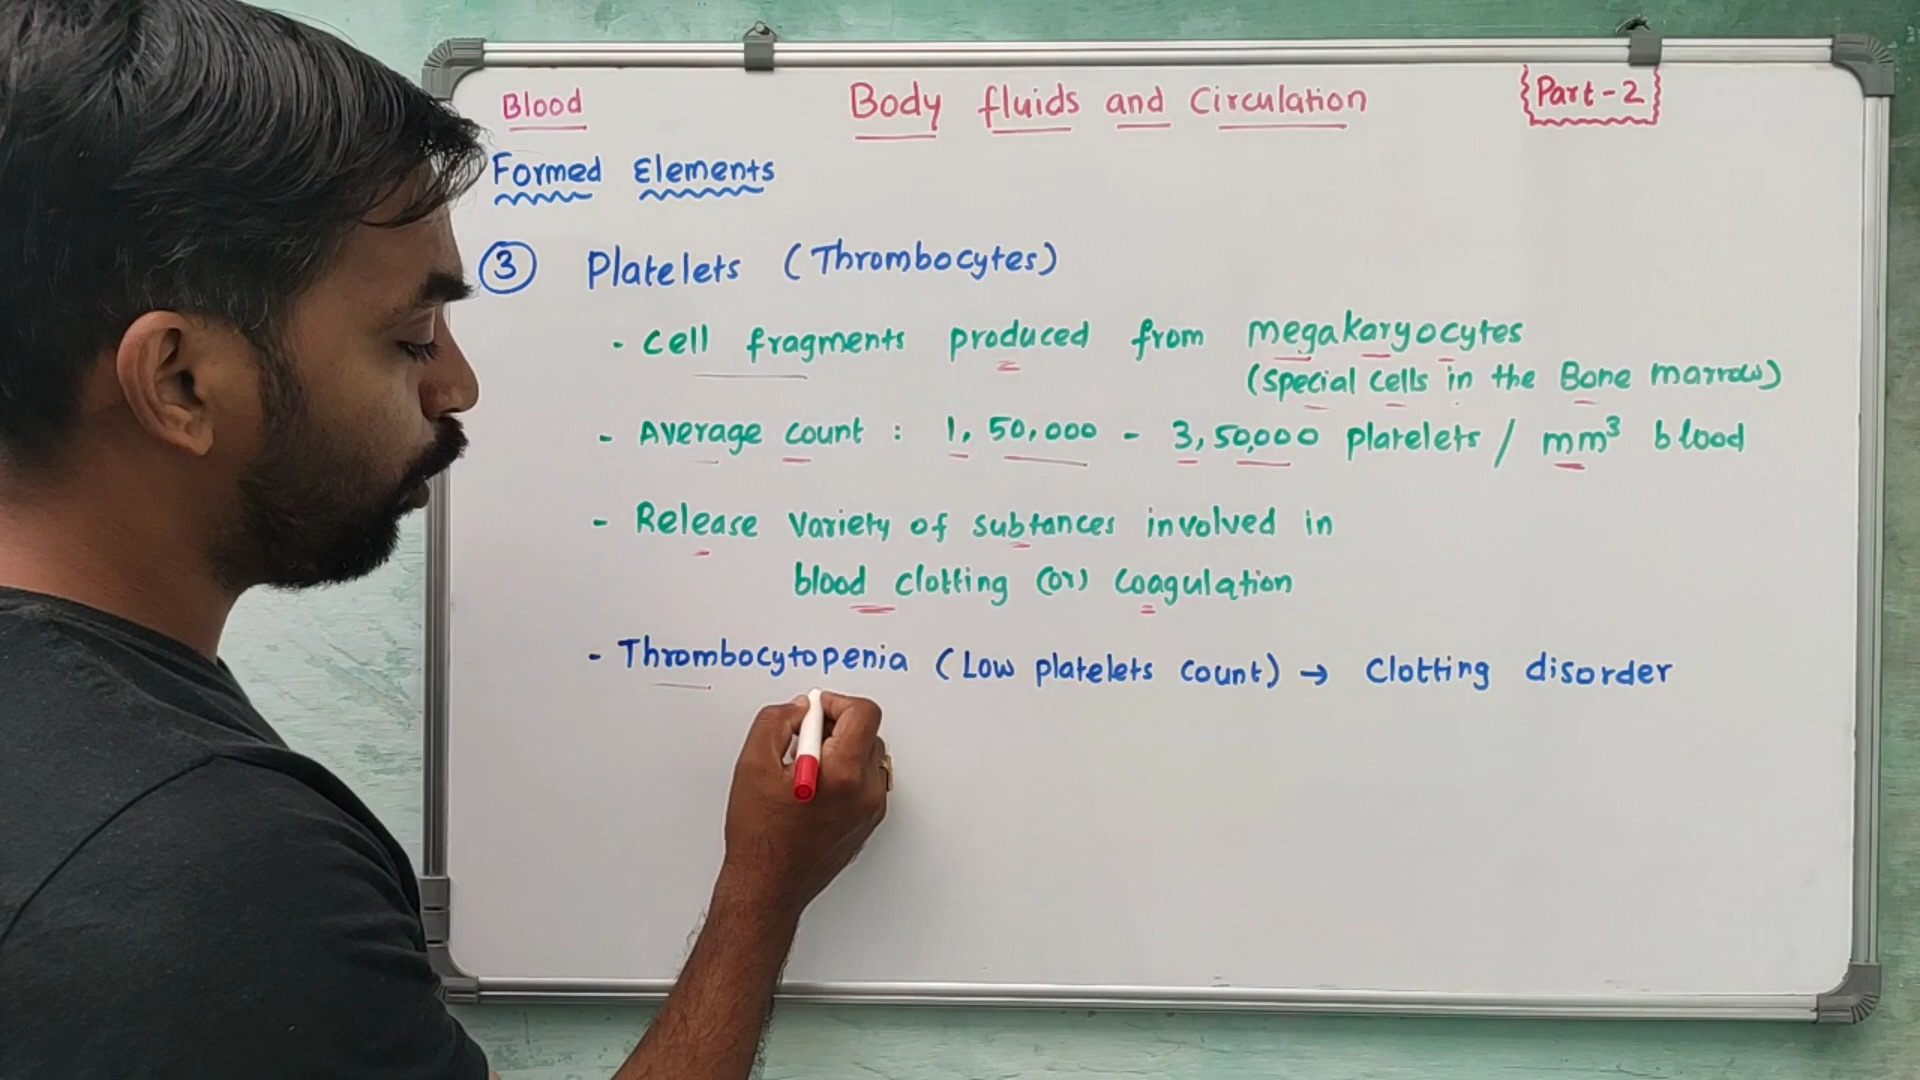 Blood
Body fluids and Circulation
Part-2
Formed Elements
3 Platelets (Thrombocytes)
- Cell fragments produced from megakaryocytes
(special cells in the Bone marrow)
- Average count : 1,50,000 - 3,50,000 platelets / mm³ blood
- Release Variety of subtances involved in
blood clotting (or) Coagulation
- Thrombocytopenia (Low platelets count) → Clotting disorder